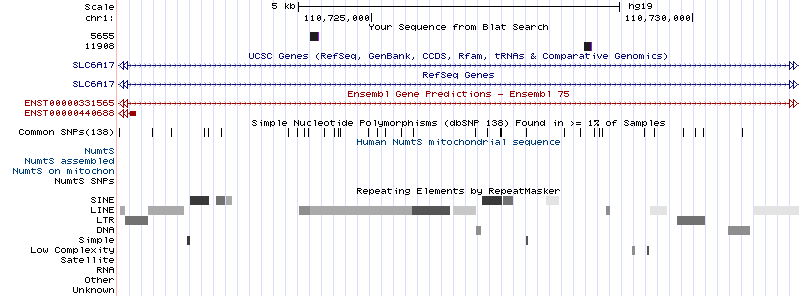 Scale 5 kb hg19
chr1: 110,725,000 110,730,000
Your Sequence from Blat Search
5655
11908
UCSC Genes (RefSeq, GenBank, CCDS, Rfam, tRNAs & Comparative Genomics)
SLC6A17
RefSeq Genes
SLC6A17
Ensembl Gene Predictions - Ensembl 75
ENST00000331565
ENST00000440688
Simple Nucleotide Polymorphisms (dbSNP 138) Found in >= 1% of Samples
Common SNPs(138)
Human NumtS mitochondrial sequence
NumtS
NumtS assembled
NumtS on mitochon
NumtS SNPs
Repeating Elements by RepeatMasker
SINE
LINE
LTR
DNA
Simple
Low Complexity
Satellite
RNA
Other
Unknown